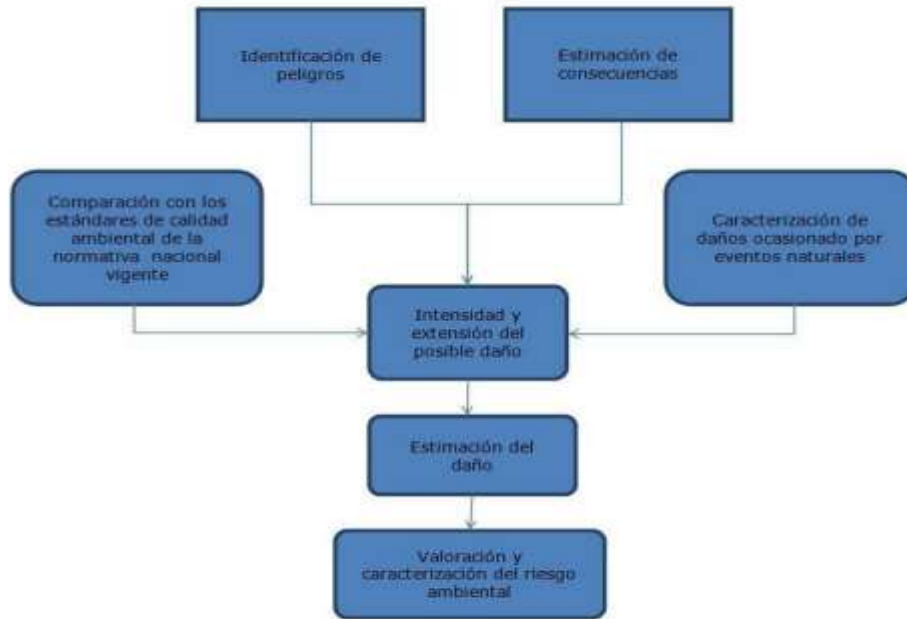 Identificación de
peligros
Estimación de
consecuencias
Comparación con los
estándares de calidad
ambiental de la
normativa nacional
vigente
Caracterización de
daños ocasionado por
eventos naturales
Intensidad y
extensión del
posible daño
Estimación del
daño
Valoración y
caracterización del riesgo
ambiental